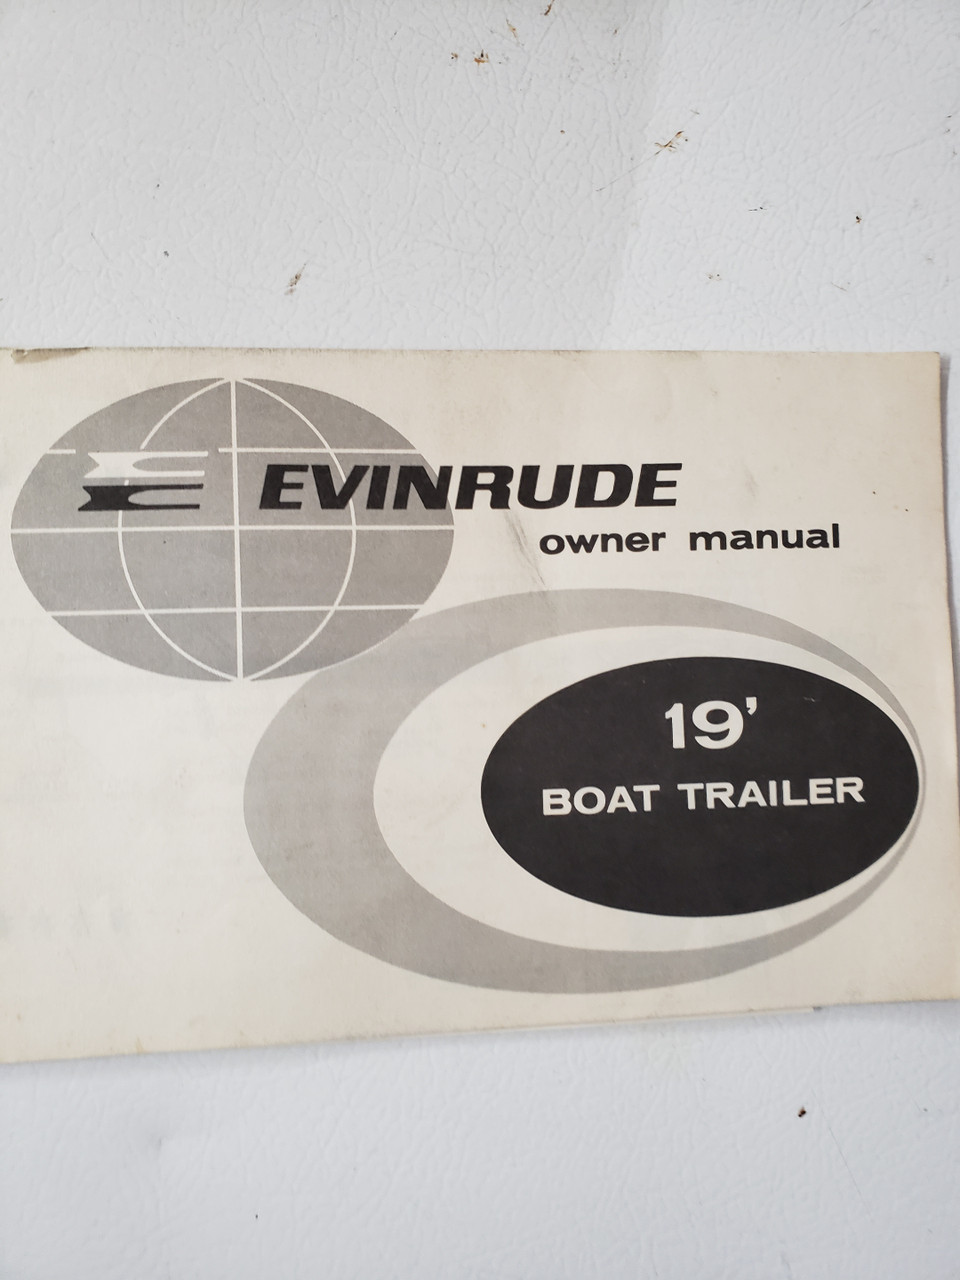 EVINRUDE
owner manual
19'
BOAT TRAILER